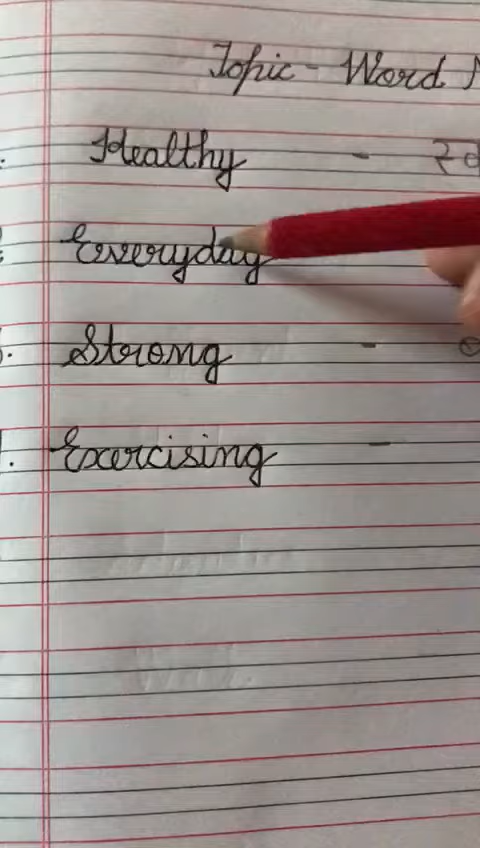 Topic - Word
Healthy -
Everyday
Strong -
Exercising -